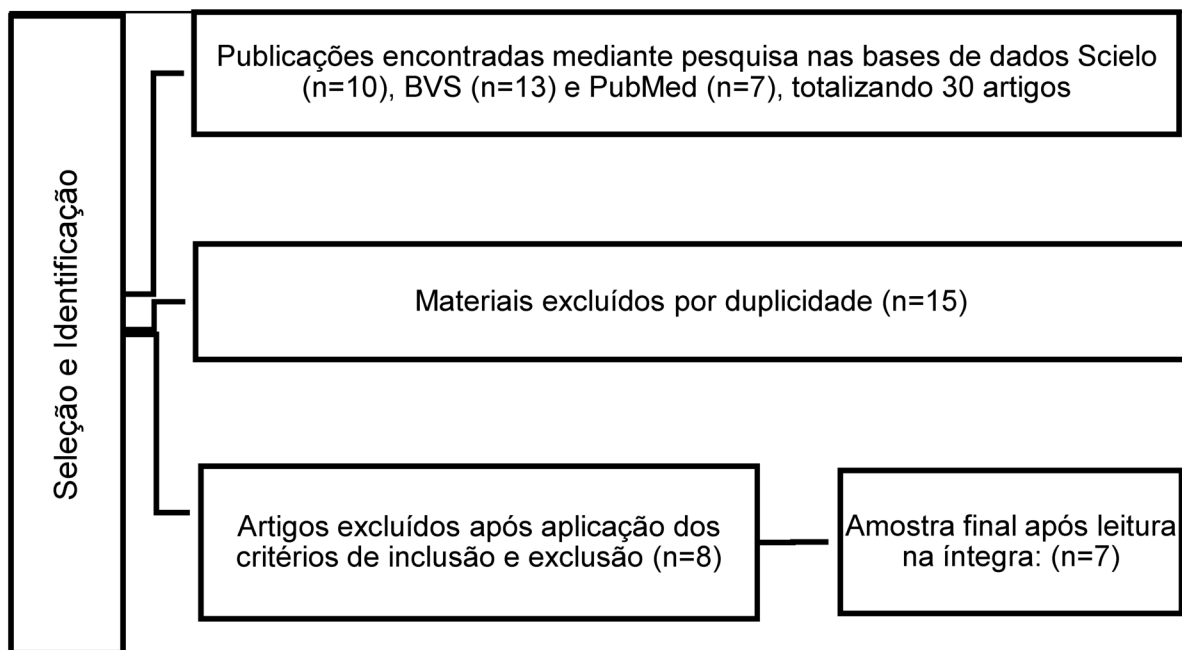 Seleção e Identificação
Publicações encontradas mediante pesquisa nas bases de dados Scielo
(n=10), BVS (n=13) e PubMed (n=7), totalizando 30 artigos
Materiais excluídos por duplicidade (n=15)
Artigos excluídos após aplicação dos
critérios de inclusão e exclusão (n=8)
Amostra final após leitura
na íntegra: (n=7)